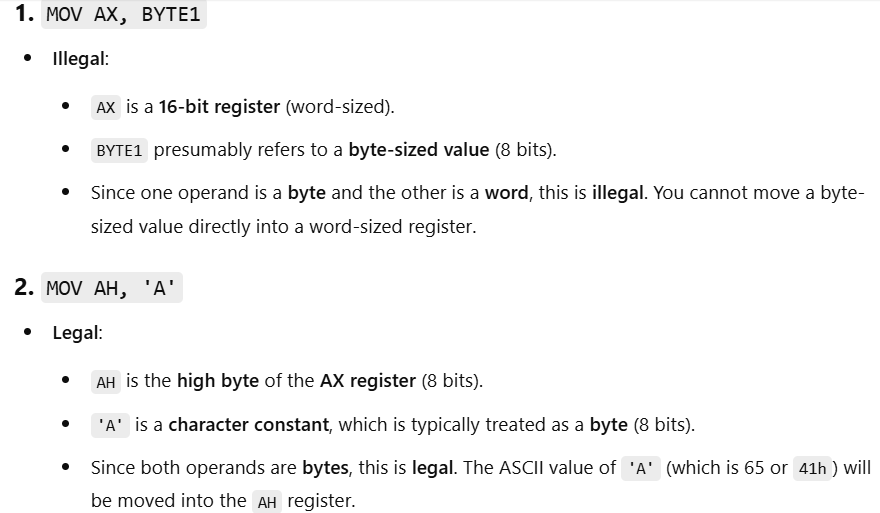 1. MOV AX, BYTE1
• Illegal:
• AX is a 16-bit register (word-sized).
• BYTE1 presumably refers to a byte-sized value (8 bits).
• Since one operand is a byte and the other is a word, this is illegal. You cannot move a byte-
sized value directly into a word-sized register.
2. MOV AH, 'A'
• Legal:
• AH is the high byte of the AX register (8 bits).
• 'A' is a character constant, which is typically treated as a byte (8 bits).
• Since both operands are bytes, this is legal. The ASCII value of 'A' (which is 65 or 41h) will
be moved into the AH register.